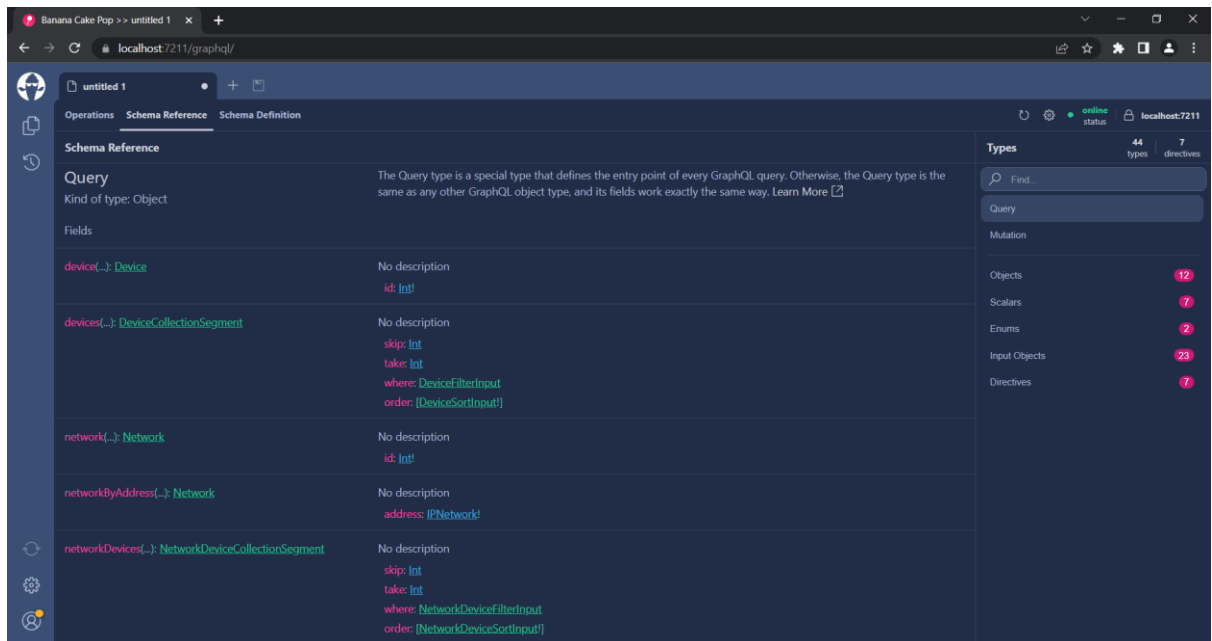 Banana Cake Pop >> untitled 1
localhost:7211/graphql/
untitled 1
Operations Schema Reference Schema Definition
online
status
localhost:7211
Schema Reference
Types
44
types
7
directives
Query
Kind of type: Object
The Query type is a special type that defines the entry point of every GraphQL query. Otherwise, the Query type is the
same as any other GraphQL object type, and its fields work exactly the same way. Learn More
Find...
Query
Mutation
Fields
device(...): Device
No description
id: Int!
devices(...): DeviceCollectionSegment
No description
skip: Int
take: Int
where: DeviceFilterInput
order: [DeviceSortInput!]
network(...): Network
No description
id: Int!
networkByAddress(...): Network
No description
address: IPNetwork!
networkDevices(...): NetworkDeviceCollectionSegment
No description
skip: Int
take: Int
where: NetworkDeviceFilterInput
order: [NetworkDeviceSortInput!]
Objects 12
Scalars 7
Enums 2
Input Objects 23
Directives 7